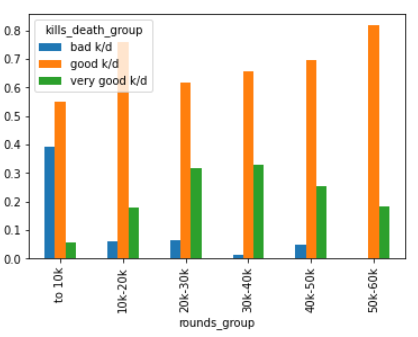 kills_death_group
bad k/d
good k/d
very good k/d
0.8
0.7
0.6
0.5
0.4
0.3
0.2
0.1
0.0
to 10k
10k-20k
20k-30k
30k-40k
40k-50k
50k-60k
rounds_group